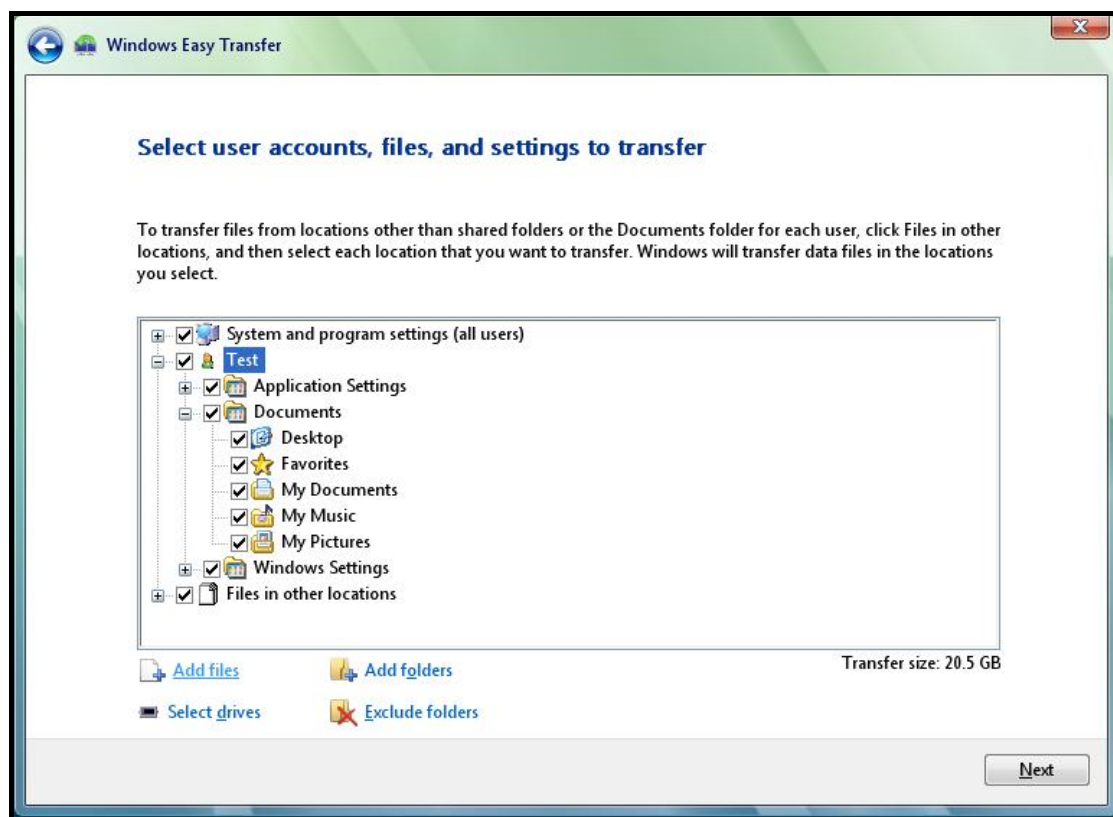 Windows Easy Transfer
Select user accounts, files, and settings to transfer
To transfer files from locations other than shared folders or the Documents folder for each user, click Files in other
locations, and then select each location that you want to transfer. Windows will transfer data files in the locations
you select.
System and program settings (all users)
Test
Application Settings
Documents
Desktop
Favorites
My Documents
My Music
My Pictures
Windows Settings
Files in other locations
Transfer size: 20.5 GB
Add files Add folders
Select drives Exclude folders
Next